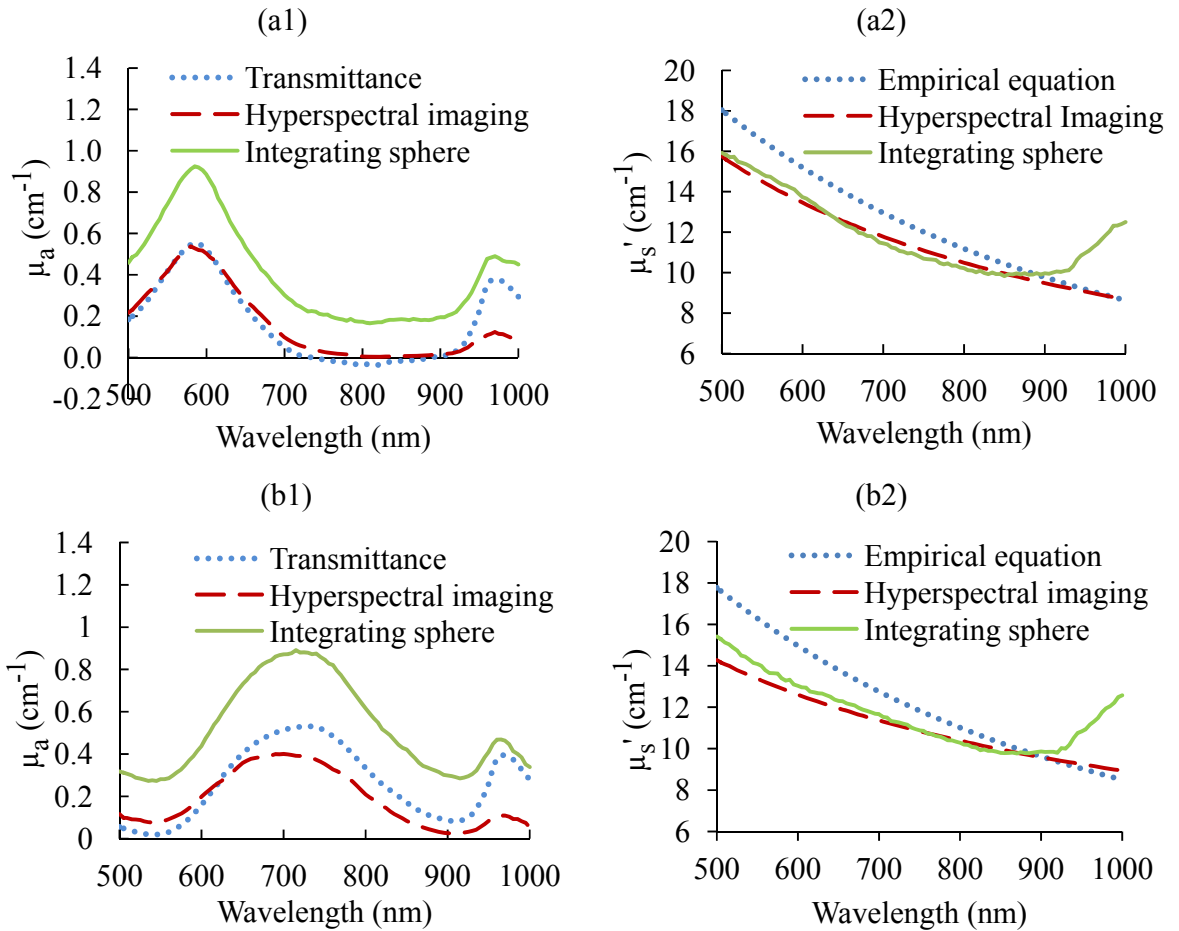 (a1)
1.4
1.2
1.0
0.8
0.6
0.4
0.2
0.0
-0.2
μa (cm-1)
Transmittance
Hyperspectral imaging
Integrating sphere
500 600 700 800 900 1000
Wavelength (nm)
(a2)
20
18
16
14
12
10
8
6
μs' (cm-1)
Empirical equation
Hyperspectral Imaging
Integrating sphere
500 600 700 800 900 1000
Wavelength (nm)
(b1)
1.4
1.2
1
0.8
0.6
0.4
0.2
0
μa (cm-1)
Transmittance
Hyperspectral imaging
Integrating sphere
500 600 700 800 900 1000
Wavelength (nm)
(b2)
20
18
16
14
12
10
8
6
μs' (cm-1)
Empirical equation
Hyperspectral imaging
Integrating sphere
500 600 700 800 900 1000
Wavelength (nm)